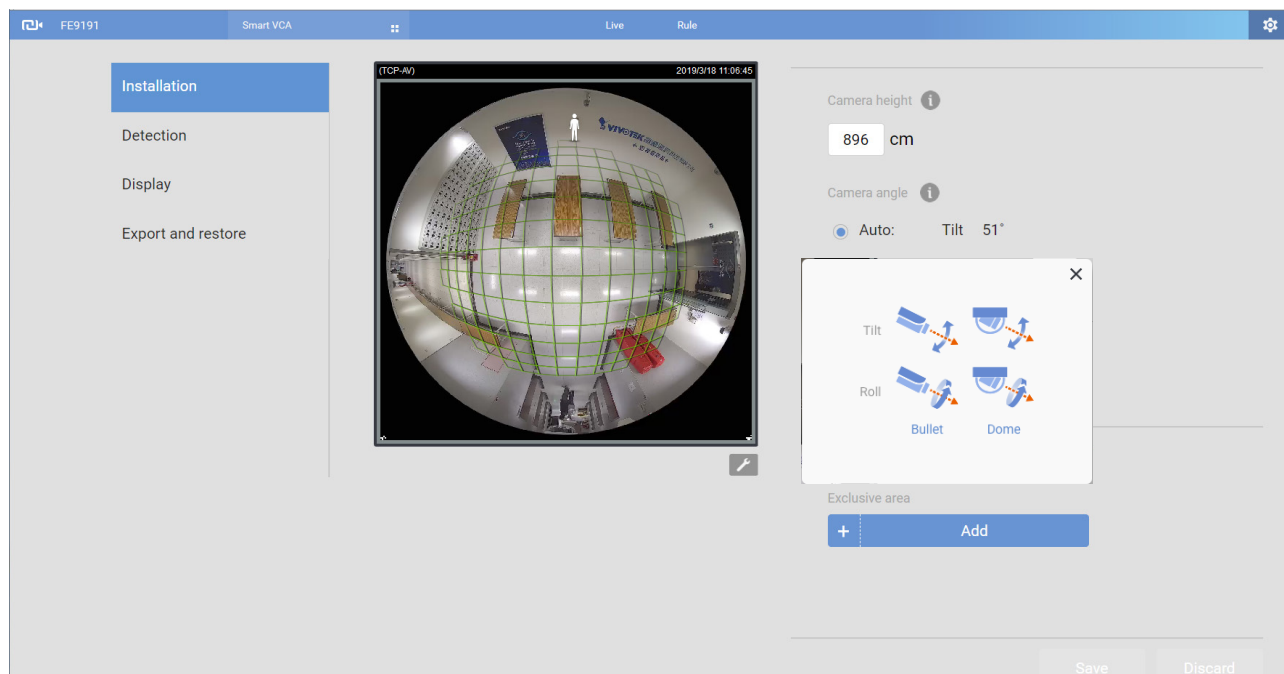 FE9191
Smart VCA
Live
Rule
Installation
Detection
Display
Export and restore
(TCP-AV)
2019/3/18 11:06:45
VIVOTEK
Camera height
896 cm
Camera angle
Auto: Tilt 51°
Tilt
Roll
Bullet Dome
Exclusive area
+ Add
Save
Discard